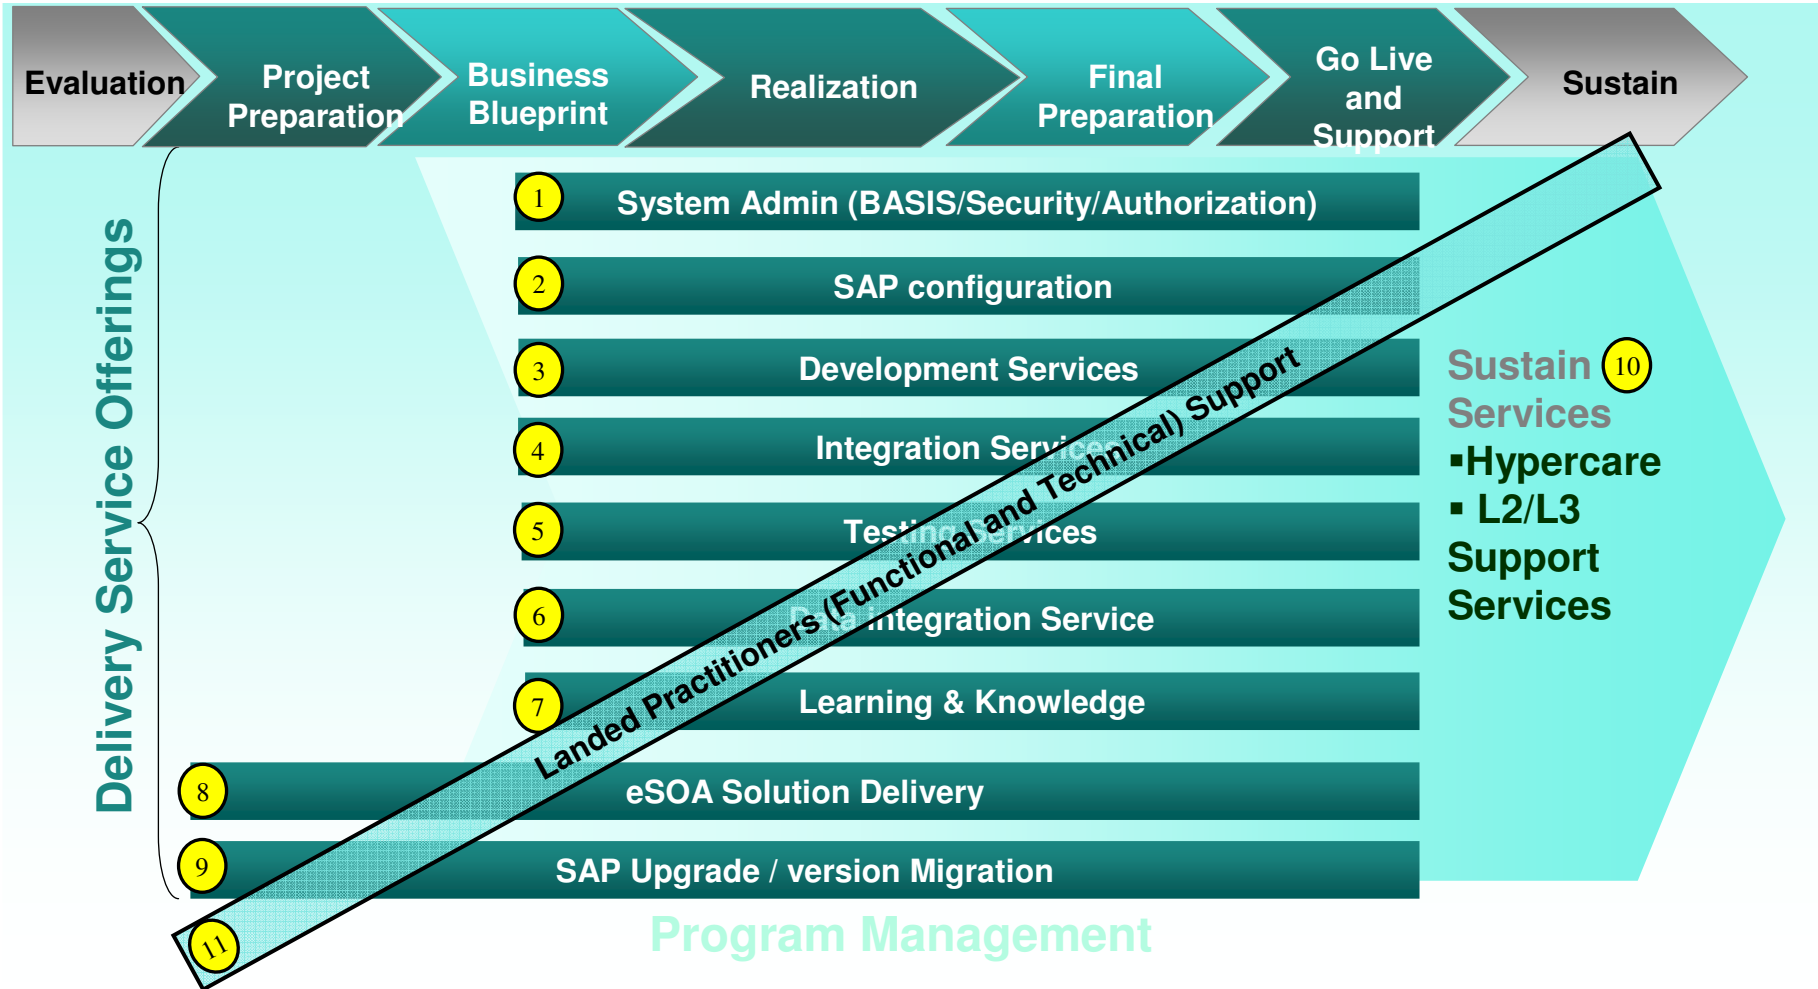 Evaluation
Project
Preparation
Business
Blueprint
Realization
Final
Preparation
Go Live
and
Support
Sustain
Delivery Service Offerings
1
System Admin (BASIS/Security/Authorization)
2
SAP configuration
3
Development Services
4
Integration Services
5
Testing Services
6
Data integration Service
7
Learning & Knowledge
8
eSOA Solution Delivery
9
SAP Upgrade / version Migration
Sustain 10
Services
▪Hypercare
▪ L2/L3
Support
Services
11
Landed Practitioners (Functional and Technical) Support
Program Management